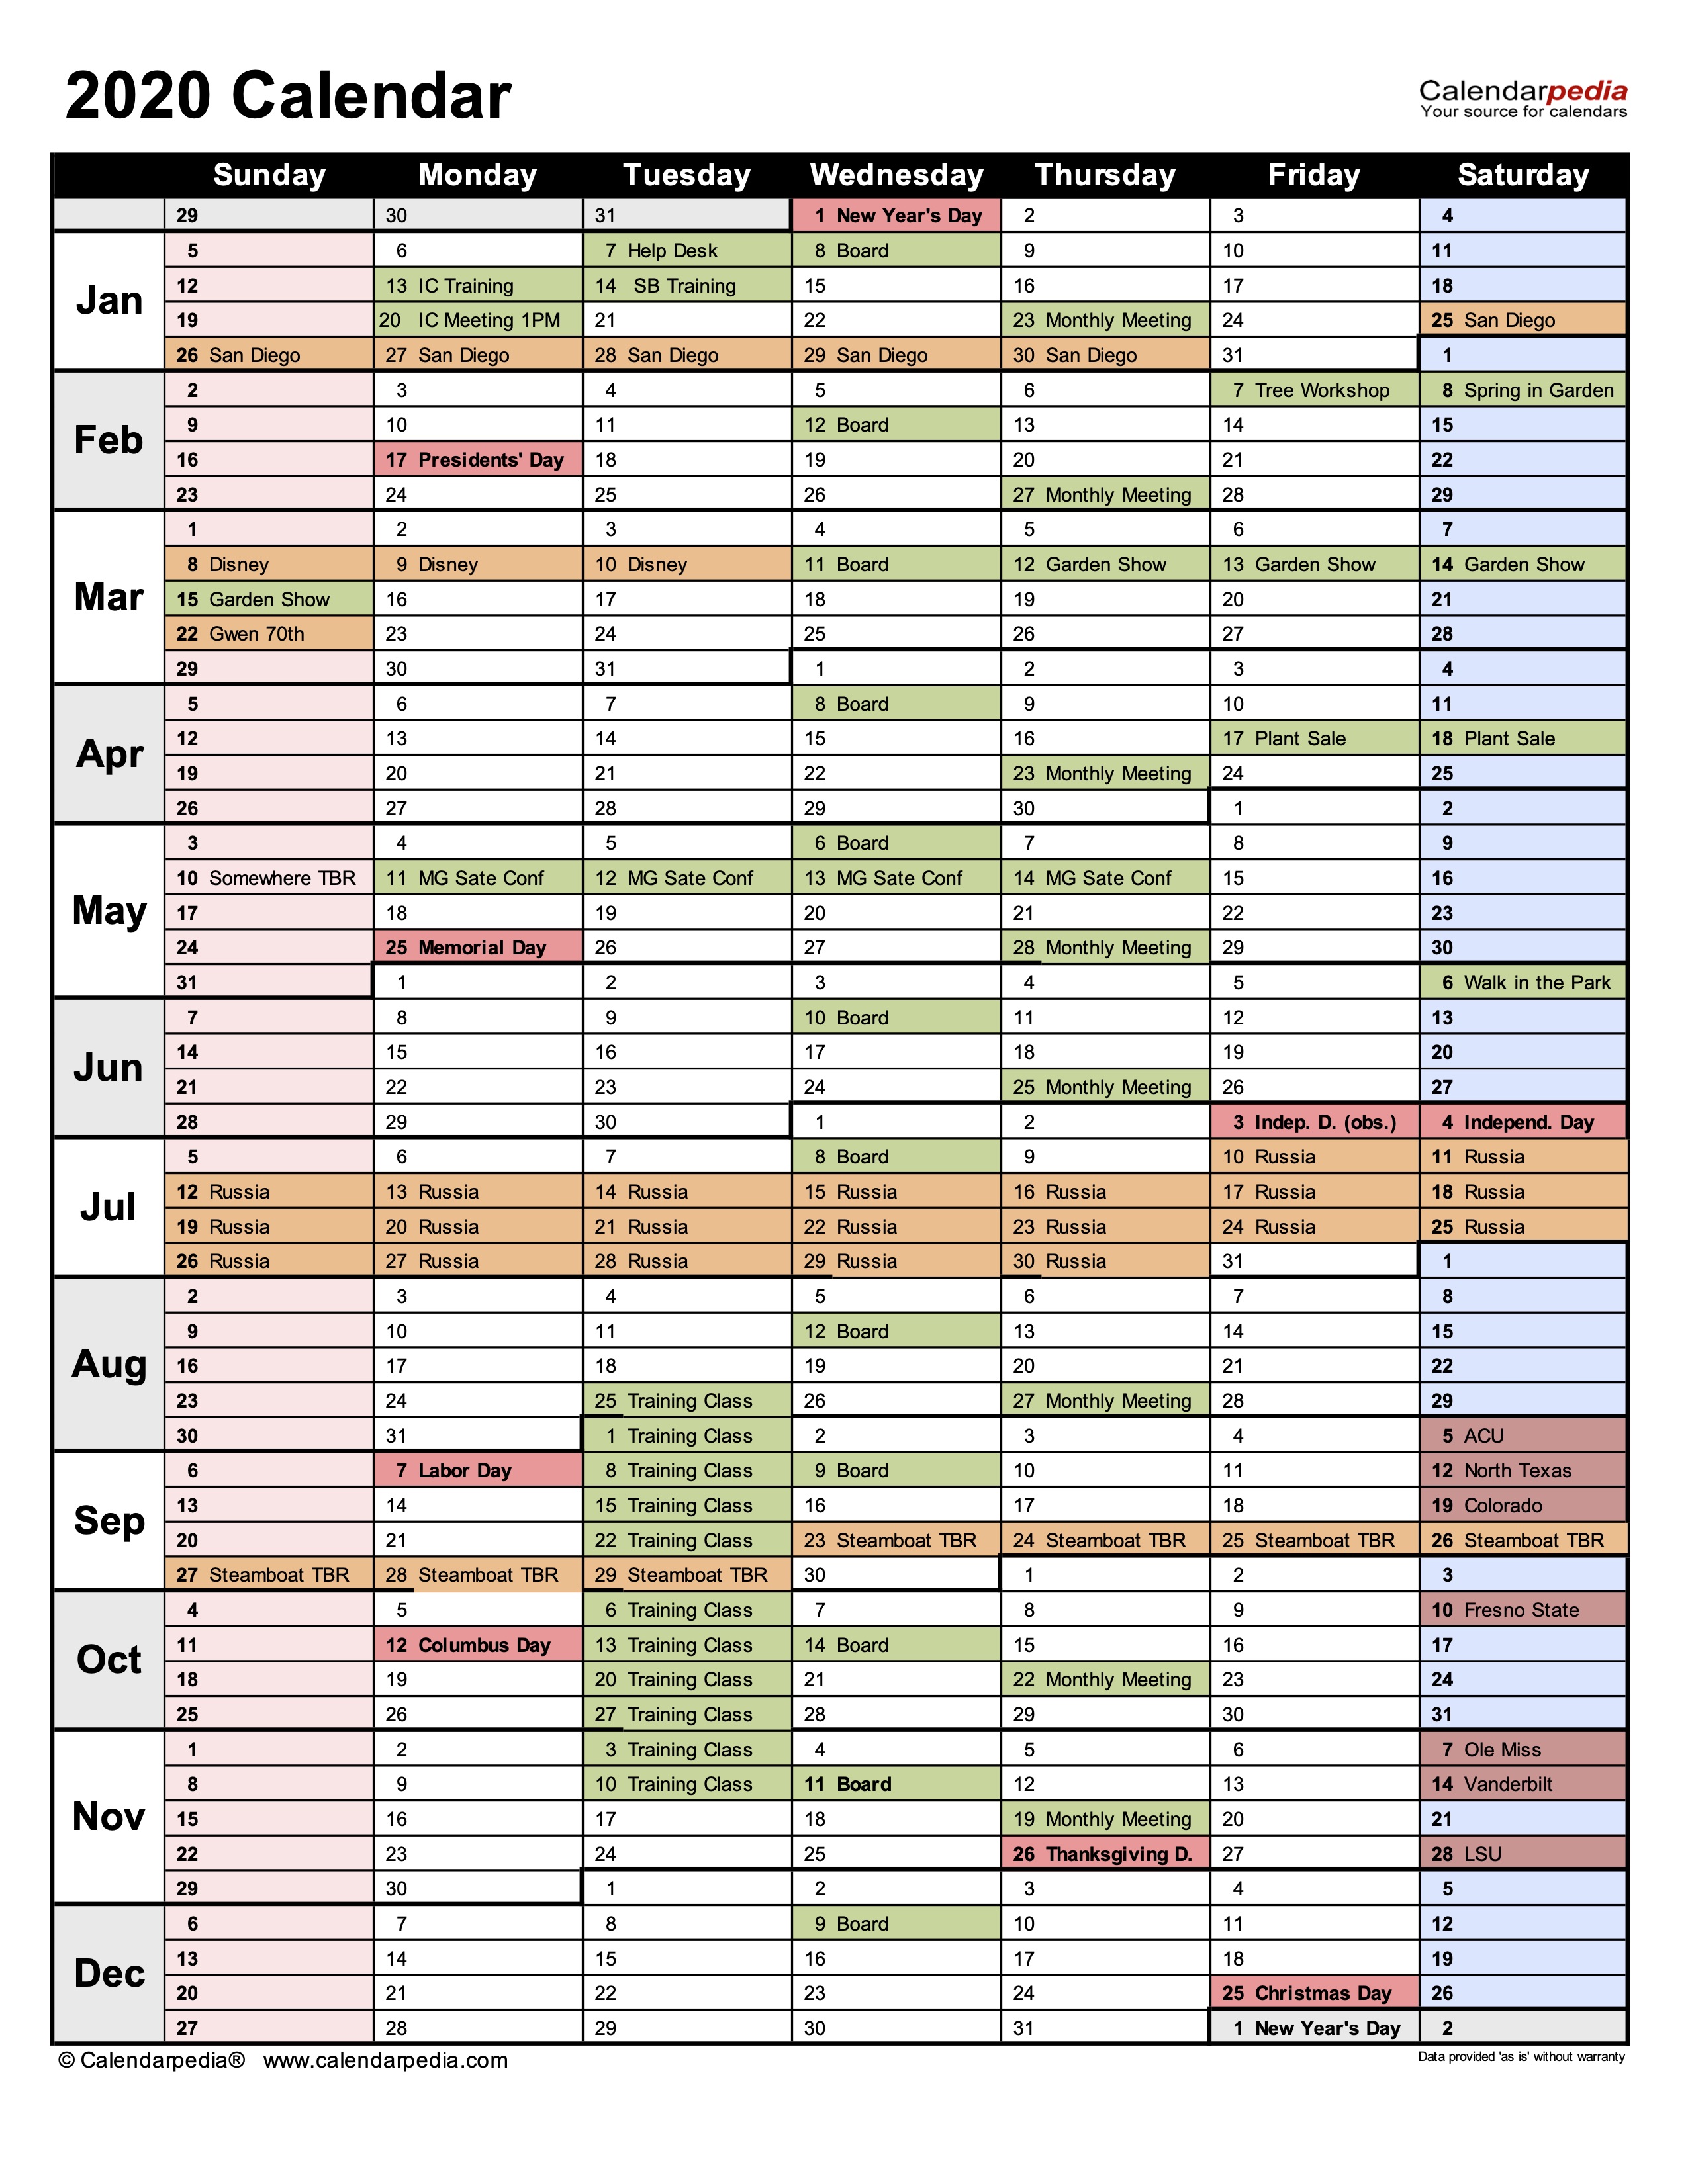 2020 Calendar
Calendarpedia
Your source for calendars
Sunday Monday Tuesday Wednesday Thursday Friday Saturday
29 30 31 1 New Year's Day 2 3 4
Jan
5 6 7 Help Desk 8 Board 9 10 11
12 13 IC Training 14 SB Training 15 16 17 18
19 20 IC Meeting 1PM 21 22 23 Monthly Meeting 24 25 San Diego
26 San Diego 27 San Diego 28 San Diego 29 San Diego 30 San Diego 31 1
Feb
2 3 4 5 6 7 Tree Workshop 8 Spring in Garden
9 10 11 12 Board 13 14 15
16 17 Presidents' Day 18 19 20 21 22
23 24 25 26 27 Monthly Meeting 28 29
Mar
1 2 3 4 5 6 7
8 Disney 9 Disney 10 Disney 11 Board 12 Garden Show 13 Garden Show 14 Garden Show
15 Garden Show 16 17 18 19 20 21
22 Gwen 70th 23 24 25 26 27 28
29 30 31 1 2 3 4
Apr
5 6 7 8 Board 9 10 11
12 13 14 15 16 17 Plant Sale 18 Plant Sale
19 20 21 22 23 Monthly Meeting 24 25
26 27 28 29 30 1 2
May
3 4 5 6 Board 7 8 9
10 Somewhere TBR 11 MG Sate Conf 12 MG Sate Conf 13 MG Sate Conf 14 MG Sate Conf 15 16
17 18 19 20 21 22 23
24 25 Memorial Day 26 27 28 Monthly Meeting 29 30
31 1 2 3 4 5 6 Walk in the Park
Jun
7 8 9 10 Board 11 12 13
14 15 16 17 18 19 20
21 22 23 24 25 Monthly Meeting 26 27
28 29 30 1 2 3 Indep. D. (obs.) 4 Independ. Day
Jul
5 6 7 8 Board 9 10 Russia 11 Russia
12 Russia 13 Russia 14 Russia 15 Russia 16 Russia 17 Russia 18 Russia
19 Russia 20 Russia 21 Russia 22 Russia 23 Russia 24 Russia 25 Russia
26 Russia 27 Russia 28 Russia 29 Russia 30 Russia 31 1
Aug
2 3 4 5 6 7 8
9 10 11 12 Board 13 14 15
16 17 18 19 20 21 22
23 24 25 Training Class 26 27 Monthly Meeting 28 29
30 31 1 Training Class 2 3 4 5 ACU
Sep
6 7 Labor Day 8 Training Class 9 Board 10 11 12 North Texas
13 14 15 Training Class 16 17 18 19 Colorado
20 21 22 Training Class 23 Steamboat TBR 24 Steamboat TBR 25 Steamboat TBR 26 Steamboat TBR
27 Steamboat TBR 28 Steamboat TBR 29 Steamboat TBR 30 1 2 3
Oct
4 5 6 Training Class 7 8 9 10 Fresno State
11 12 Columbus Day 13 Training Class 14 Board 15 16 17
18 19 20 Training Class 21 22 Monthly Meeting 23 24
25 26 27 Training Class 28 29 30 31
Nov
1 2 3 Training Class 4 5 6 7 Ole Miss
8 9 10 Training Class 11 Board 12 13 14 Vanderbilt
15 16 17 18 19 Monthly Meeting 20 21
22 23 24 25 26 Thanksgiving D. 27 28 LSU
29 30 1 2 3 4 5
Dec
6 7 8 9 Board 10 11 12
13 14 15 16 17 18 19
20 21 22 23 24 25 Christmas Day 26
27 28 29 30 31 1 New Year's Day 2
© Calendarpedia® www.calendarpedia.com
Data provided 'as is' without warranty